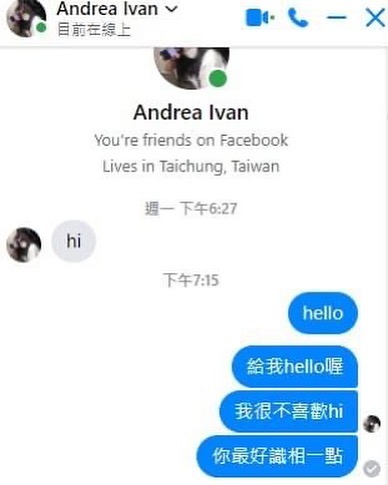 Andrea Ivan
目前在線上
Andrea Ivan
You're friends on Facebook
Lives in Taichung, Taiwan
週一 下午6:27
hi
下午7:15
hello
給我hello喔
我很不喜歡hi
你最好識相一點